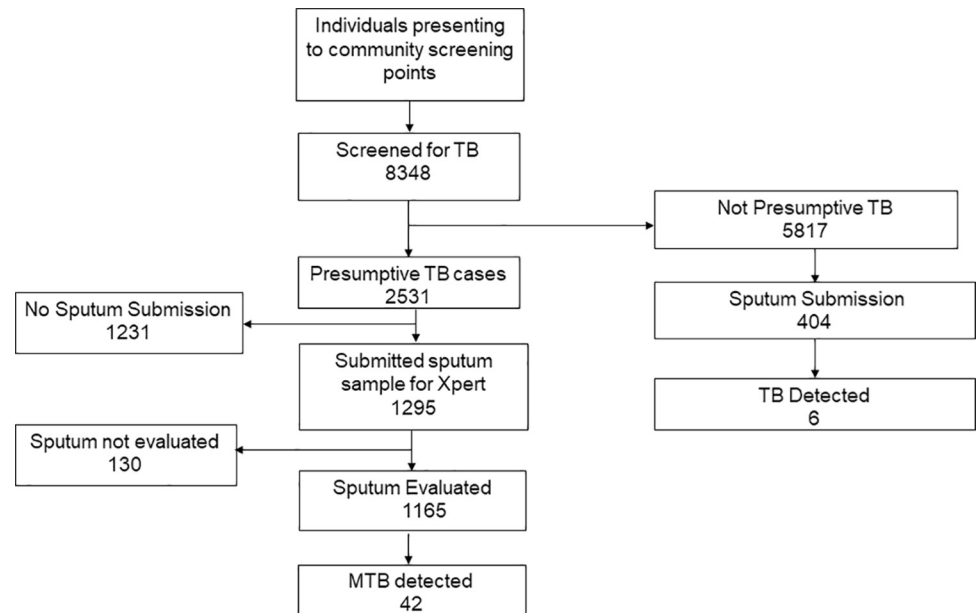 Individuals presenting
to community screening
points
Screened for TB
8348
Not Presumptive TB
5817
Presumptive TB cases
2531
Sputum Submission
404
No Sputum Submission
1231
Submitted sputum
sample for Xpert
1295
TB Detected
6
Sputum not evaluated
130
Sputum Evaluated
1165
MTB detected
42